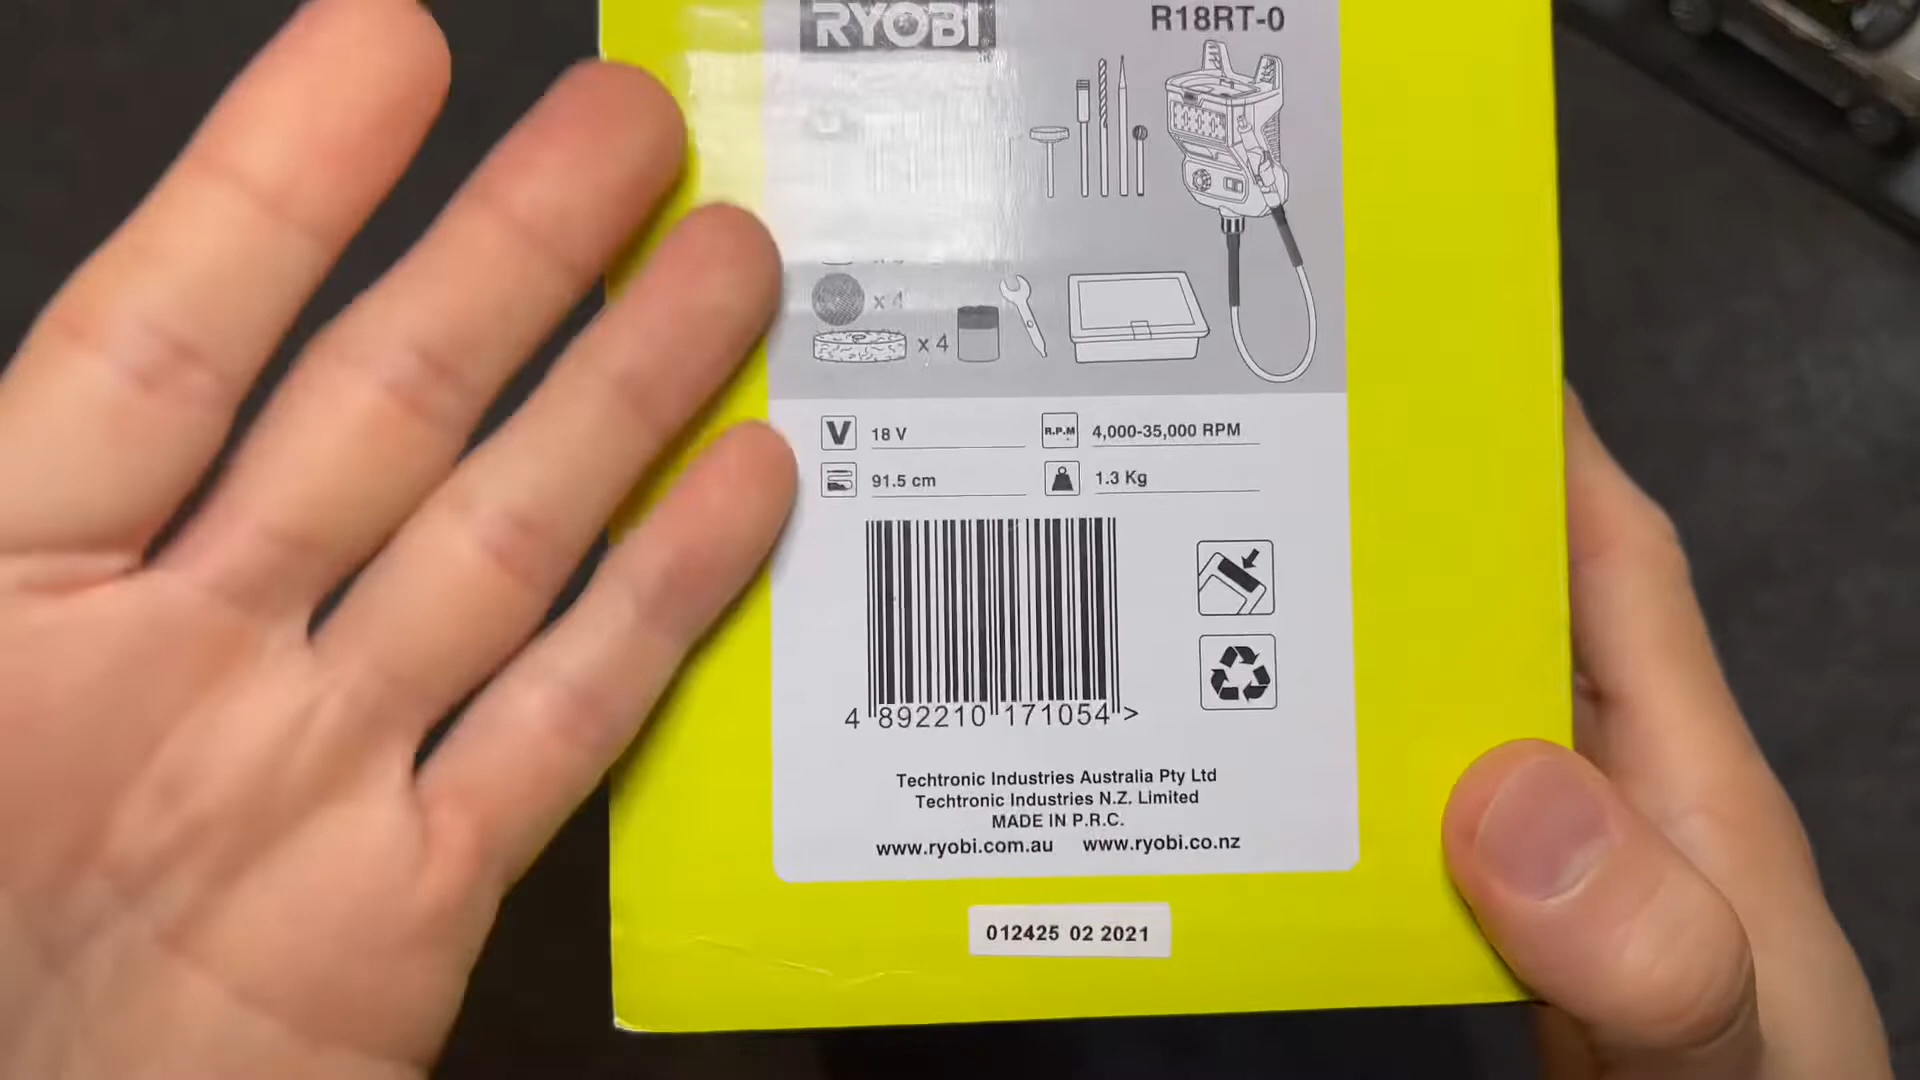 RYOBI
R18RT-0
x 4
x 4
V 18 V
R.P.M 4,000-35,000 RPM
91.5 cm
1.3 Kg
4 892210 171054 >
Techtronic Industries Australia Pty Ltd
Techtronic Industries N.Z. Limited
MADE IN P.R.C.
www.ryobi.com.au www.ryobi.co.nz
012425 02 2021